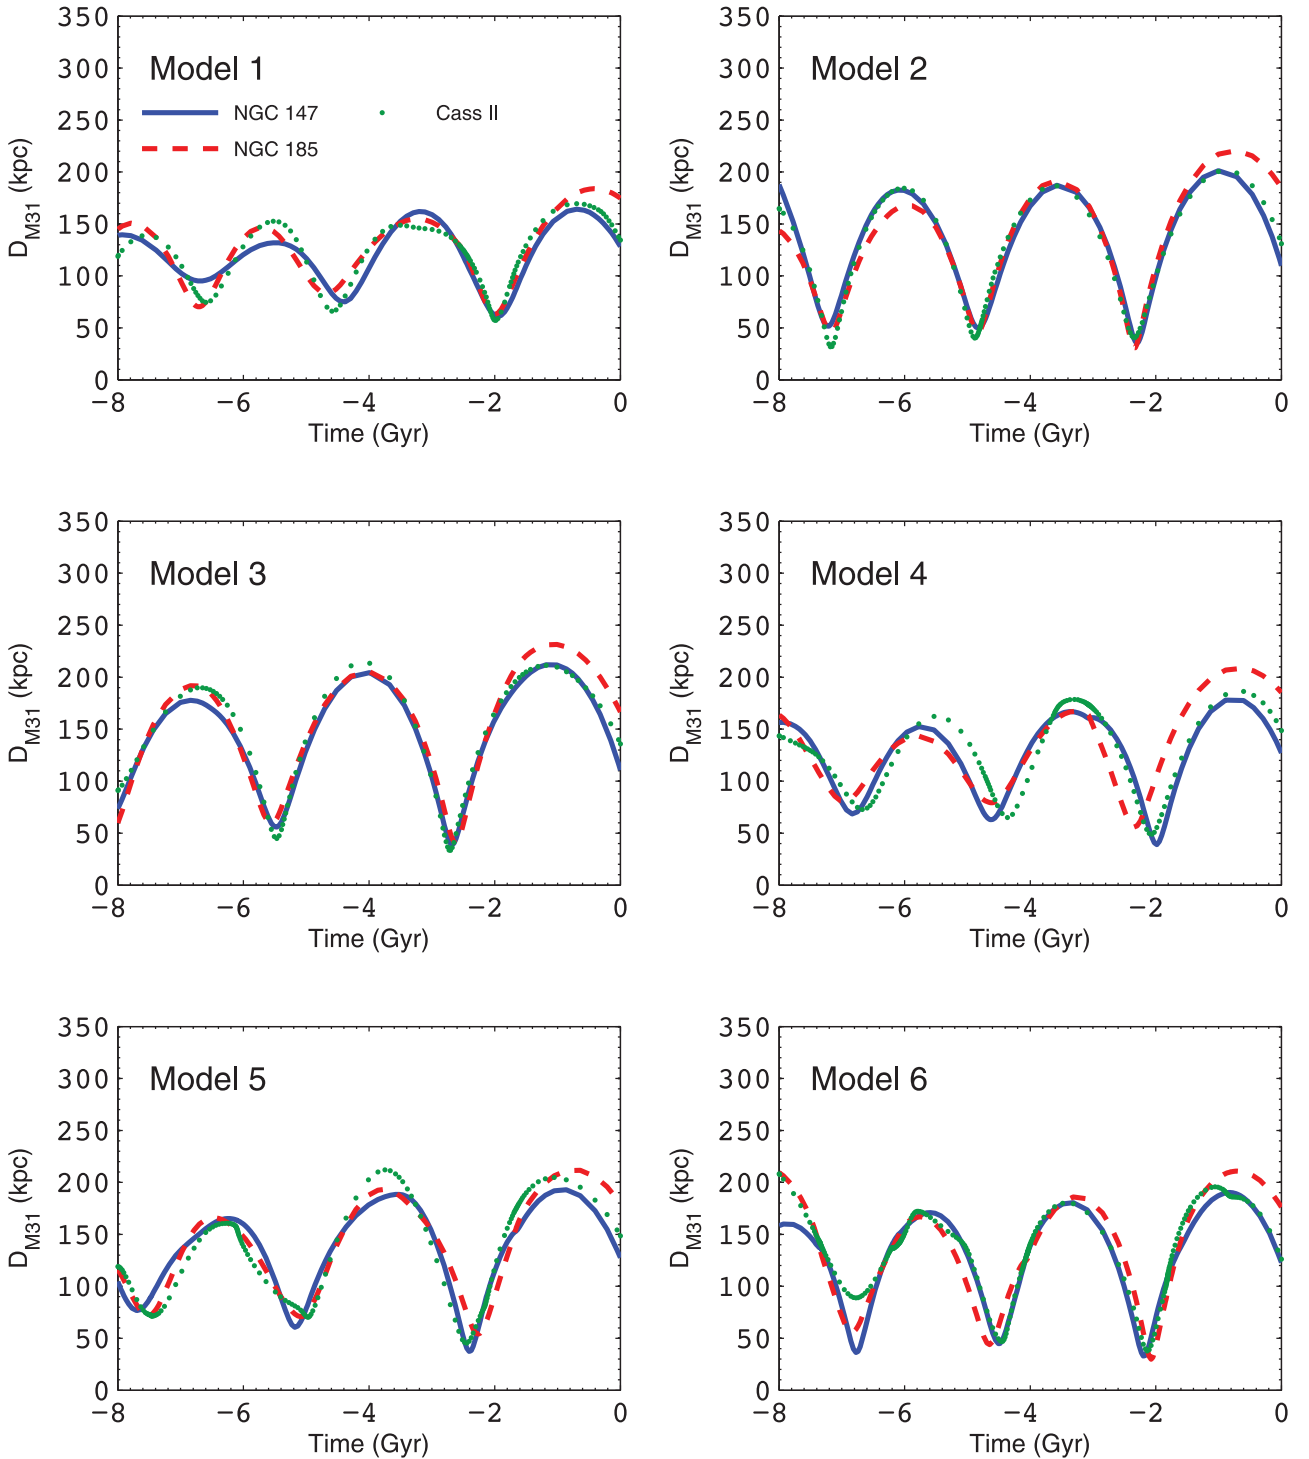 350
300
250
200
150
100
50
0
D_M31 (kpc)
Model 1
NGC 147
Cass II
NGC 185
−8 −6 −4 −2 0
Time (Gyr)
350
300
250
200
150
100
50
0
D_M31 (kpc)
Model 2
−8 −6 −4 −2 0
Time (Gyr)
350
300
250
200
150
100
50
0
D_M31 (kpc)
Model 3
−8 −6 −4 −2 0
Time (Gyr)
350
300
250
200
150
100
50
0
D_M31 (kpc)
Model 4
−8 −6 −4 −2 0
Time (Gyr)
350
300
250
200
150
100
50
0
D_M31 (kpc)
Model 5
−8 −6 −4 −2 0
Time (Gyr)
350
300
250
200
150
100
50
0
D_M31 (kpc)
Model 6
−8 −6 −4 −2 0
Time (Gyr)